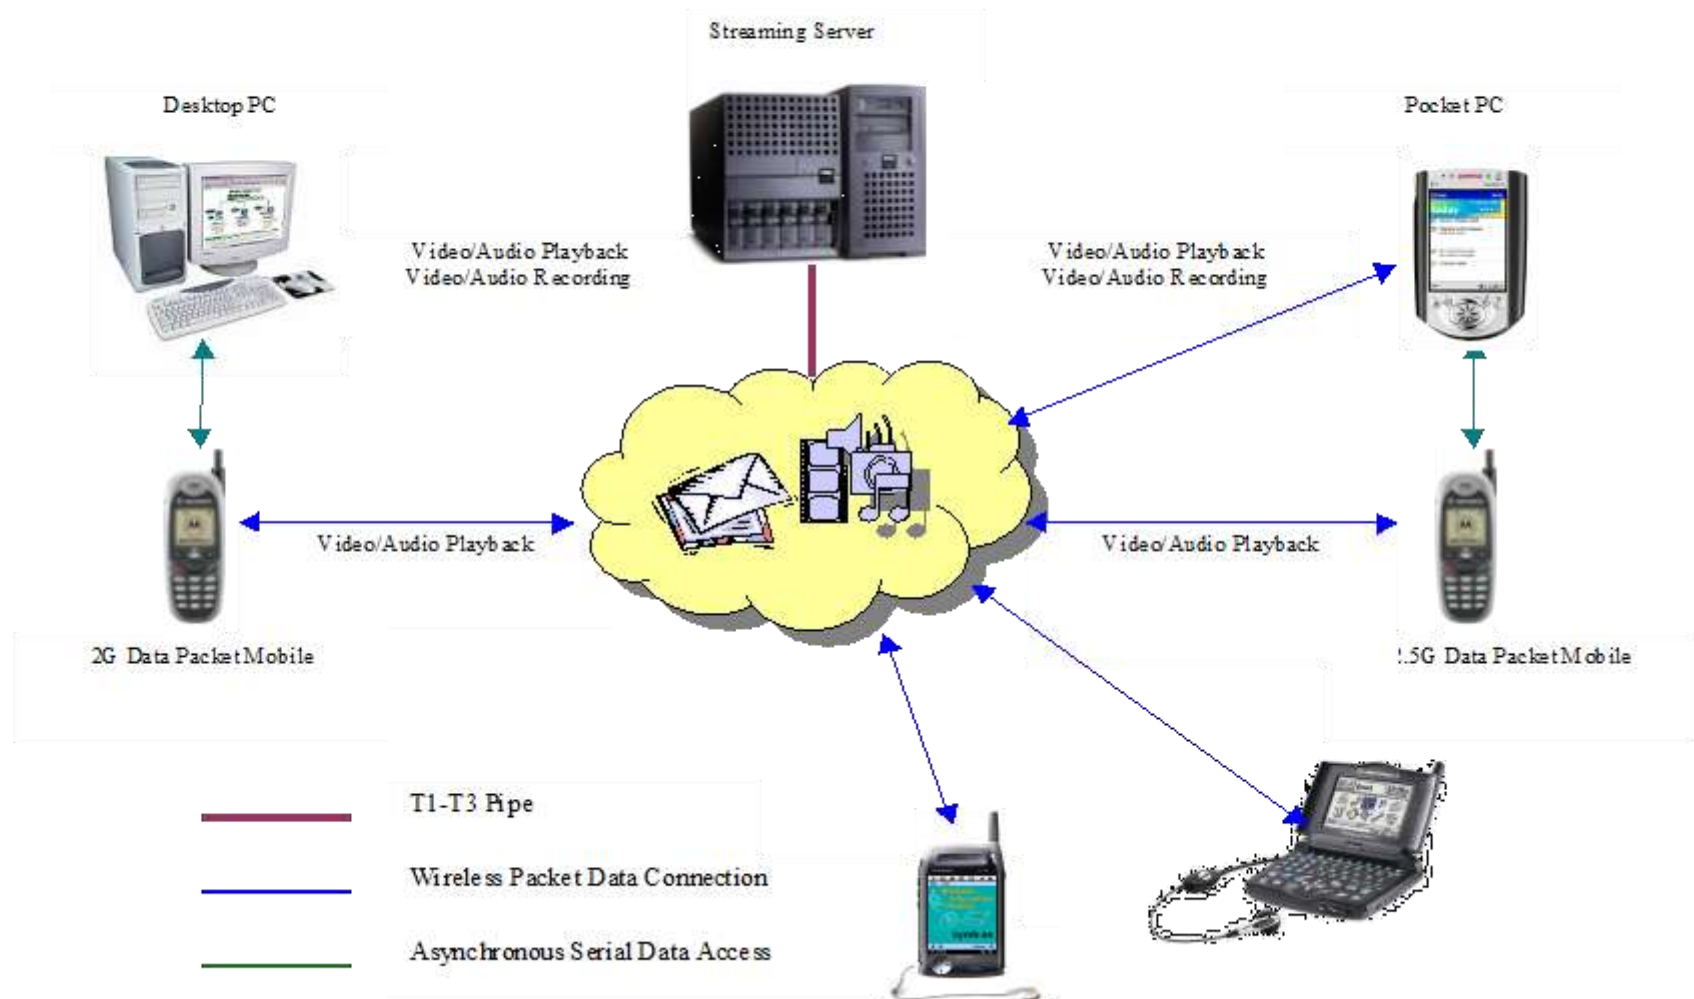 Streaming Server
Desktop PC
Pocket PC
Video/Audio Playback
Video/Audio Recording
Video/Audio Playback
Video/Audio Recording
Video/Audio Playback
Video/Audio Playback
2G Data Packet Mobile
.5G Data Packet Mobile
T1-T3 Pipe
Wireless Packet Data Connection
Asynchronous Serial Data Access